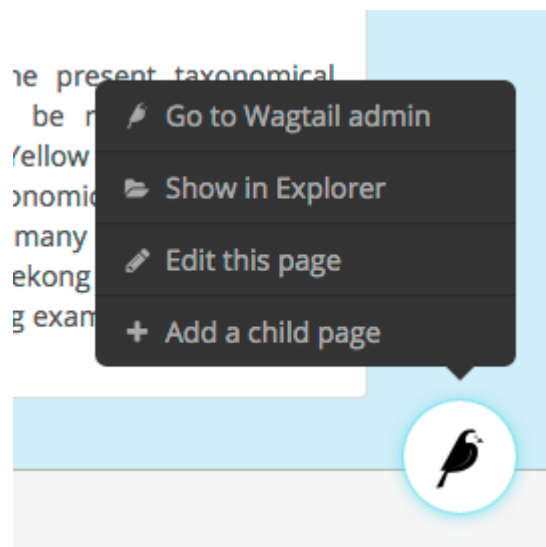 he present taxonomical
be
Go to Wagtail admin
Yellow
onomic
Show in Explorer
many
ekong
Edit this page
g exam
Add a child page